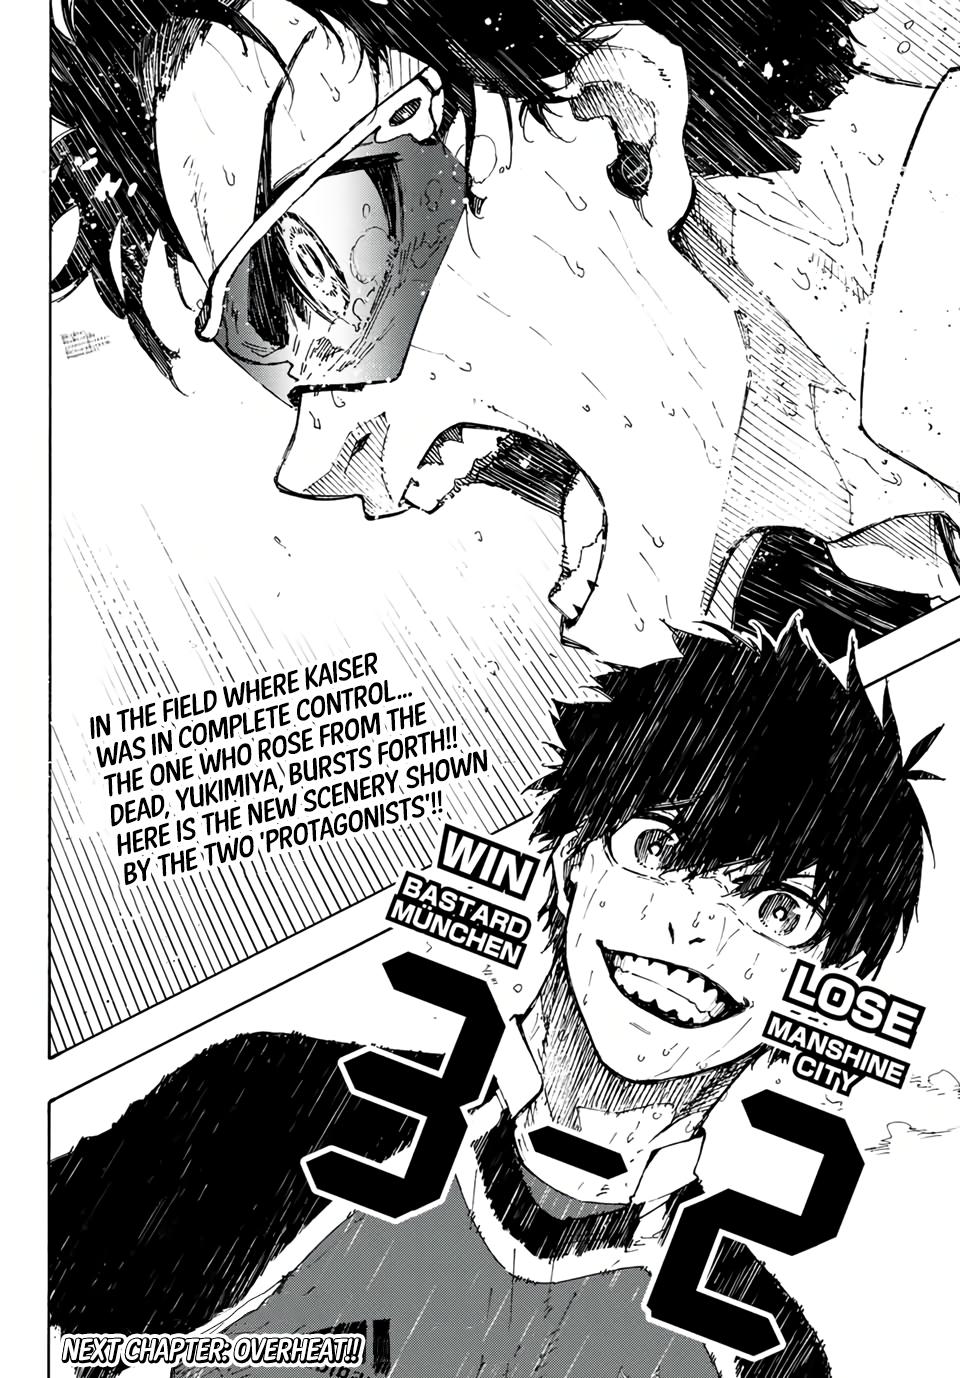 IN THE FIELD WHERE KAISER
WAS IN COMPLETE CONTROL...
THE ONE WHO ROSE FROM THE
DEAD, YUKIMIYA, BURSTS FORTH!!
HERE IS THE NEW SCENERY SHOWN
BY THE TWO 'PROTAGONISTS'!!
WIN
BASTARD
MÜNCHEN
LOSE
MANSHINE
CITY
3-2
NEXT CHAPTER: OVERHEAT!!